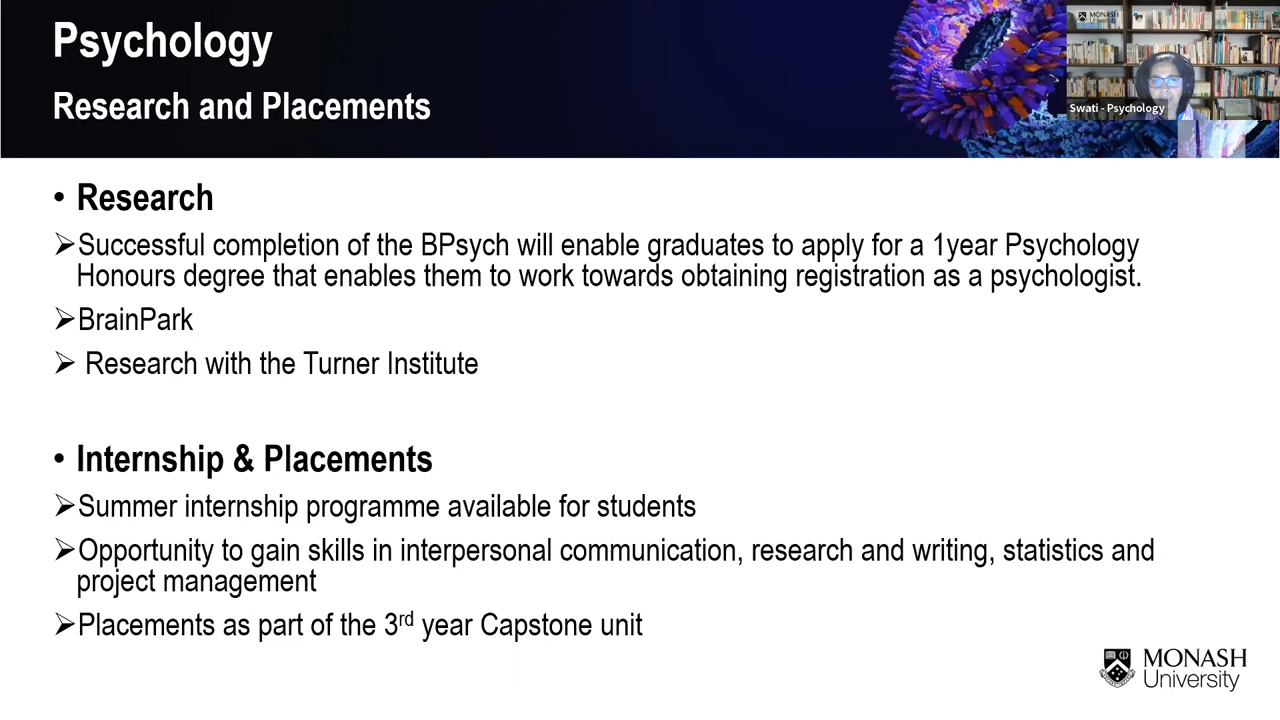 Psychology
Research and Placements
MONASH
Swati - Psychology
• Research
➢Successful completion of the BPsych will enable graduates to apply for a 1year Psychology
Honours degree that enables them to work towards obtaining registration as a psychologist.
➢BrainPark
➢ Research with the Turner Institute
• Internship & Placements
➢Summer internship programme available for students
➢Opportunity to gain skills in interpersonal communication, research and writing, statistics and
project management
➢Placements as part of the 3rd year Capstone unit
MONASH
University